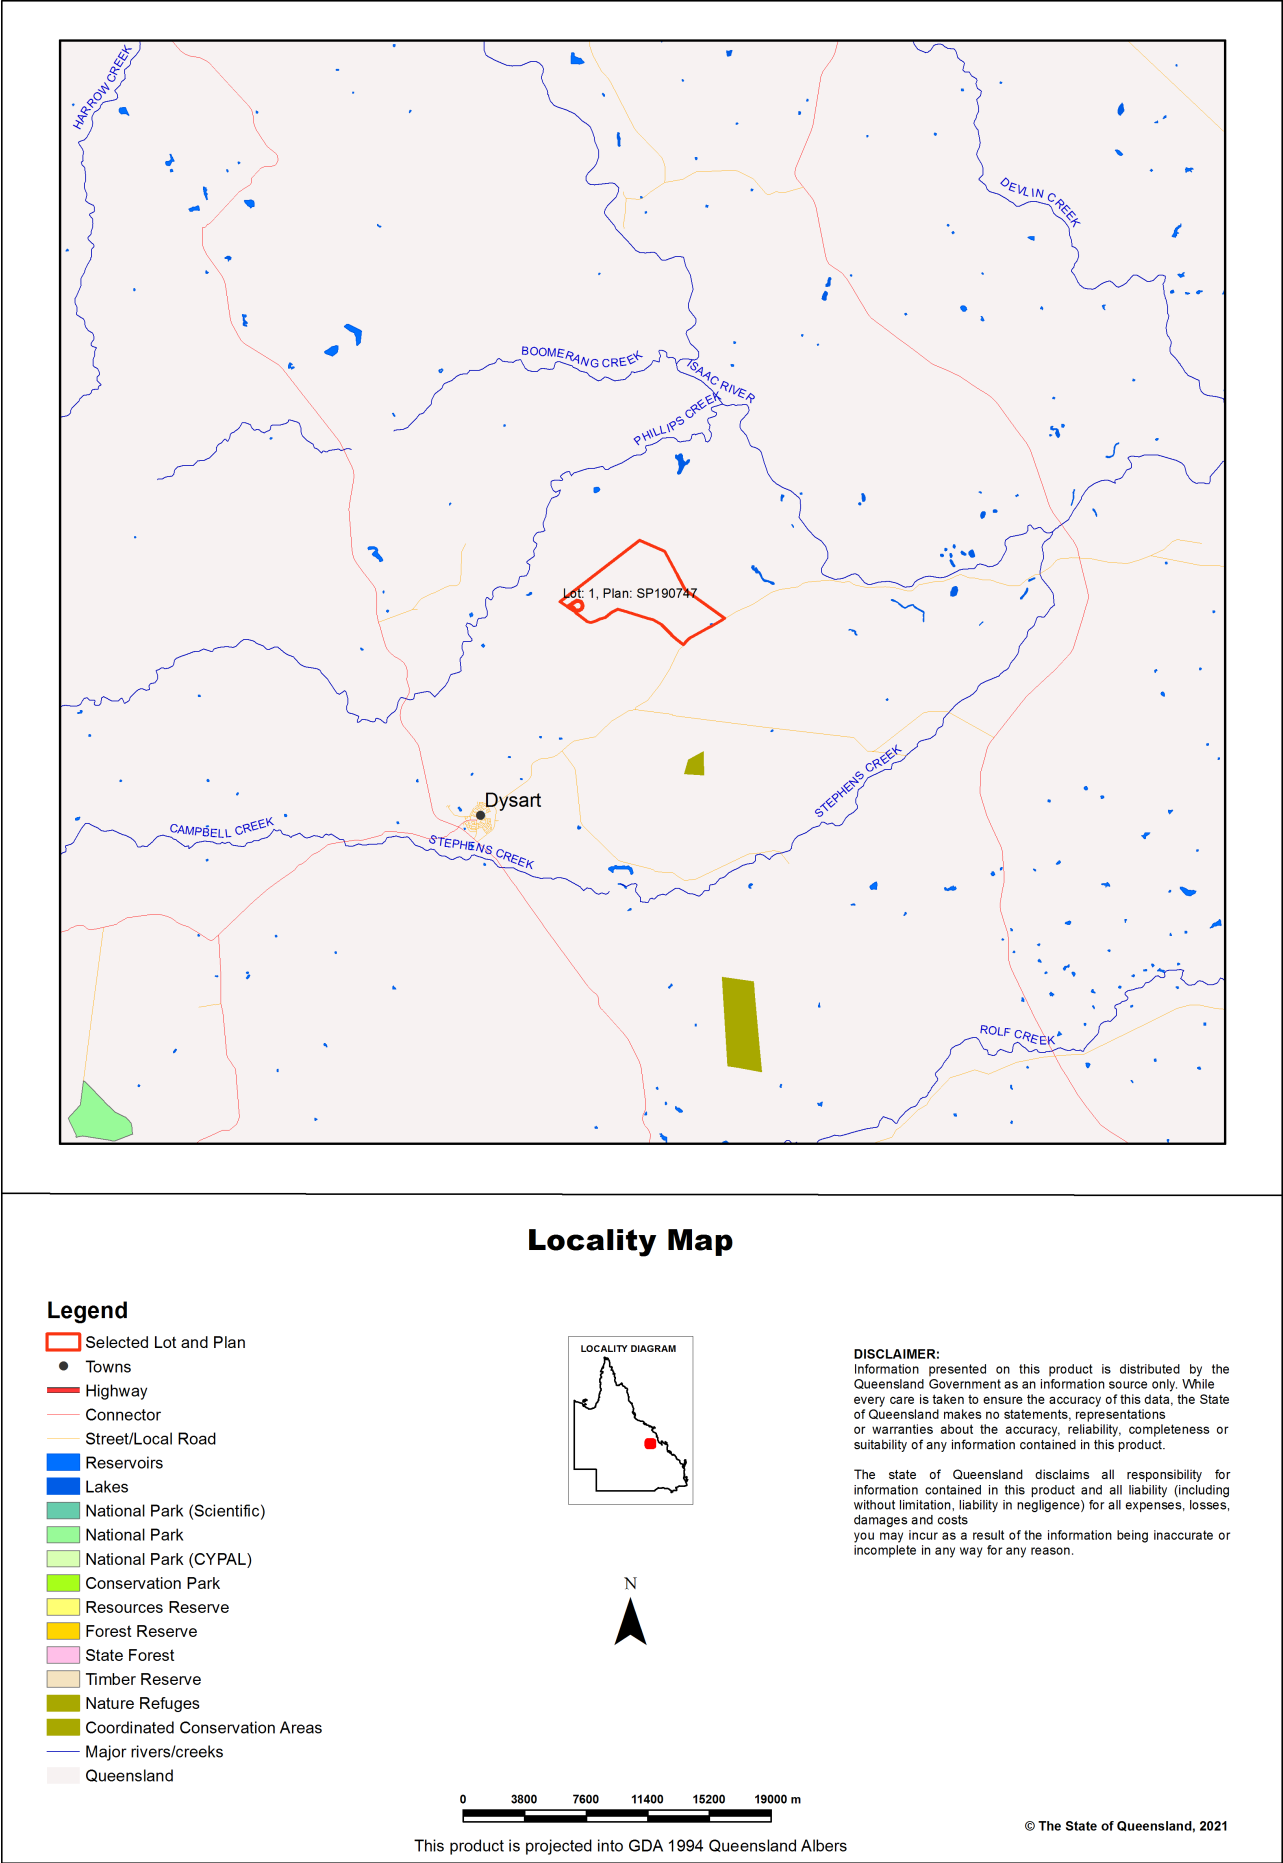 HARROW CREEK
DEVLIN CREEK
BOOMERANG CREEK
ISAAC RIVER
PHILLIPS CREEK
Lot: 1, Plan: SP190747
STEPHENS CREEK
Dysart
CAMPBELL CREEK
STEPHENS CREEK
ROLF CREEK
Locality Map
Legend
Selected Lot and Plan
Towns
Highway
Connector
Street/Local Road
Reservoirs
Lakes
National Park (Scientific)
National Park
National Park (CYPAL)
Conservation Park
Resources Reserve
Forest Reserve
State Forest
Timber Reserve
Nature Refuges
Coordinated Conservation Areas
Major rivers/creeks
Queensland
LOCALITY DIAGRAM
N
0 3800 7600 11400 15200 19000 m
This product is projected into GDA 1994 Queensland Albers
DISCLAIMER:
Information presented on this product is distributed by the
Queensland Government as an information source only. While
every care is taken to ensure the accuracy of this data, the State
of Queensland makes no statements, representations
or warranties about the accuracy, reliability, completeness or
suitability of any information contained in this product.
The state of Queensland disclaims all responsibility for
information contained in this product and all liability (including
without limitation, liability in negligence) for all expenses, losses,
damages and costs
you may incur as a result of the information being inaccurate or
incomplete in any way for any reason.
© The State of Queensland, 2021